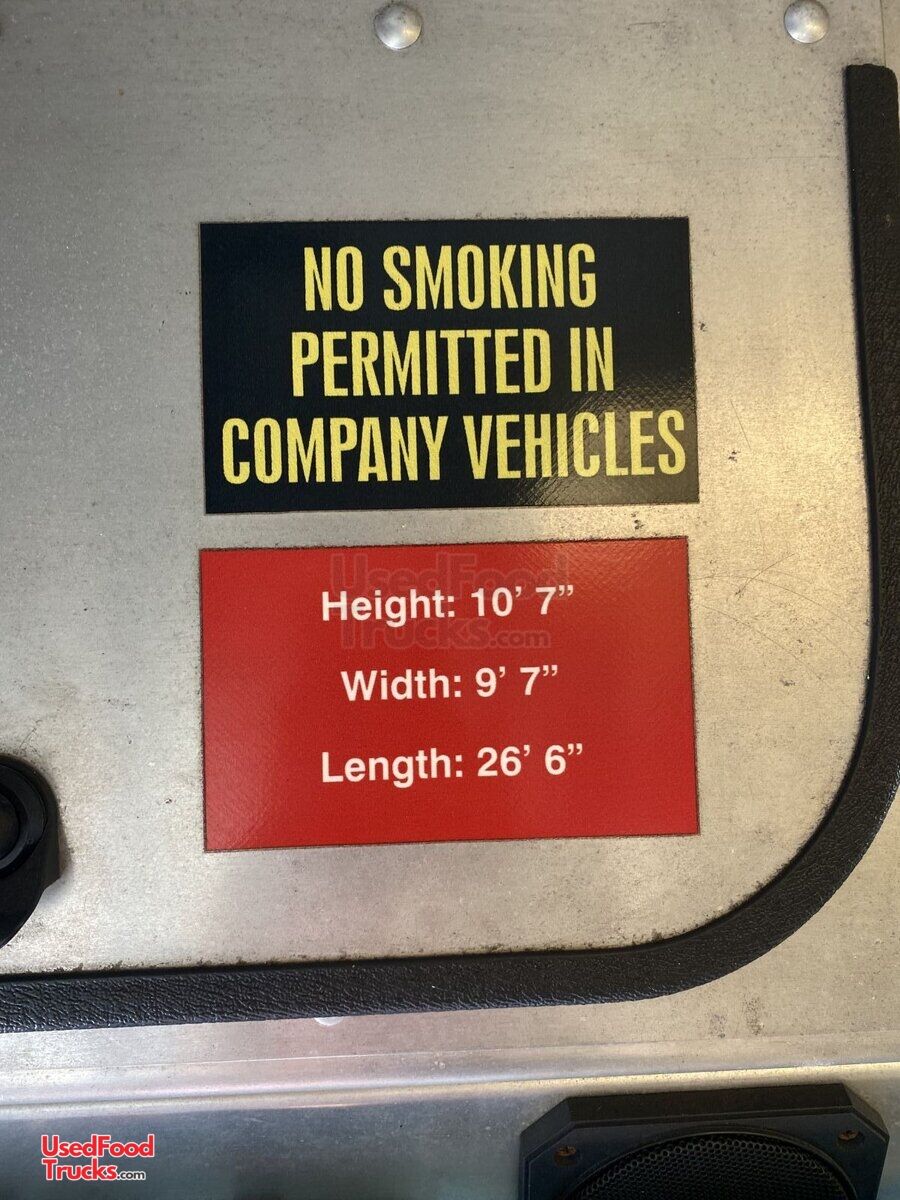 NO SMOKING
PERMITTED IN
COMPANY VEHICLES
UsedFood
Height: 10’ 7”
Trucks.com
Width: 9’ 7”
Length: 26’ 6”
UsedFood
Trucks.com